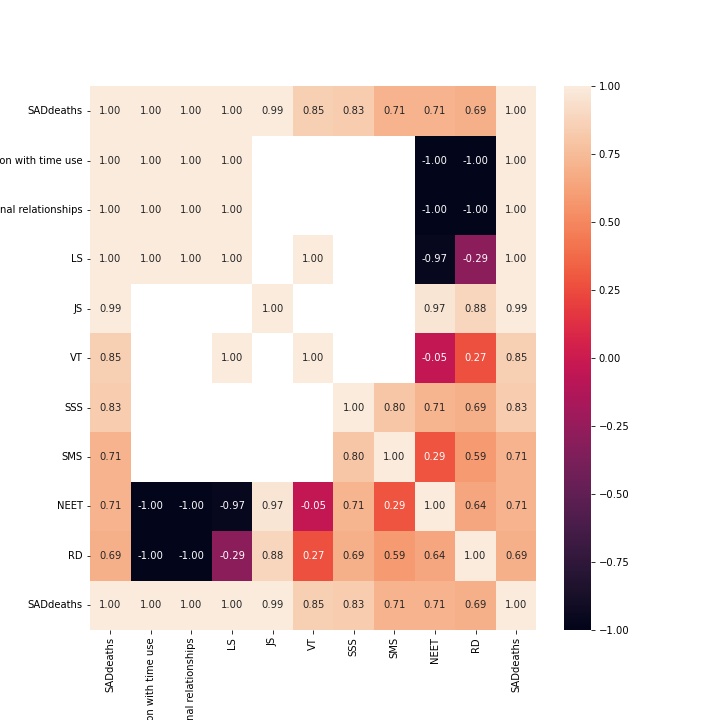 SADdeaths 1.00 1.00 1.00 1.00 0.99 0.85 0.83 0.71 0.71 0.69 1.00
on with time use 1.00 1.00 1.00 1.00 -1.00 -1.00 1.00
nal relationships 1.00 1.00 1.00 1.00 -1.00 -1.00 1.00
LS 1.00 1.00 1.00 1.00 1.00 -0.97 -0.29 1.00
JS 0.99 1.00 0.97 0.88 0.99
VT 0.85 1.00 1.00 -0.05 0.27 0.85
SSS 0.83 1.00 0.80 0.71 0.69 0.83
SMS 0.71 0.80 1.00 0.29 0.59 0.71
NEET 0.71 -1.00 -1.00 -0.97 0.97 -0.05 0.71 0.29 1.00 0.64 0.71
RD 0.69 -1.00 -1.00 -0.29 0.88 0.27 0.69 0.59 0.64 1.00 0.69
SADdeaths 1.00 1.00 1.00 1.00 0.99 0.85 0.83 0.71 0.71 0.69 1.00
SADdeaths
on with time use
nal relationships
LS
JS
VT
SSS
SMS
NEET
RD
SADdeaths
1.00
0.75
0.50
0.25
0.00
−0.25
−0.50
−0.75
−1.00